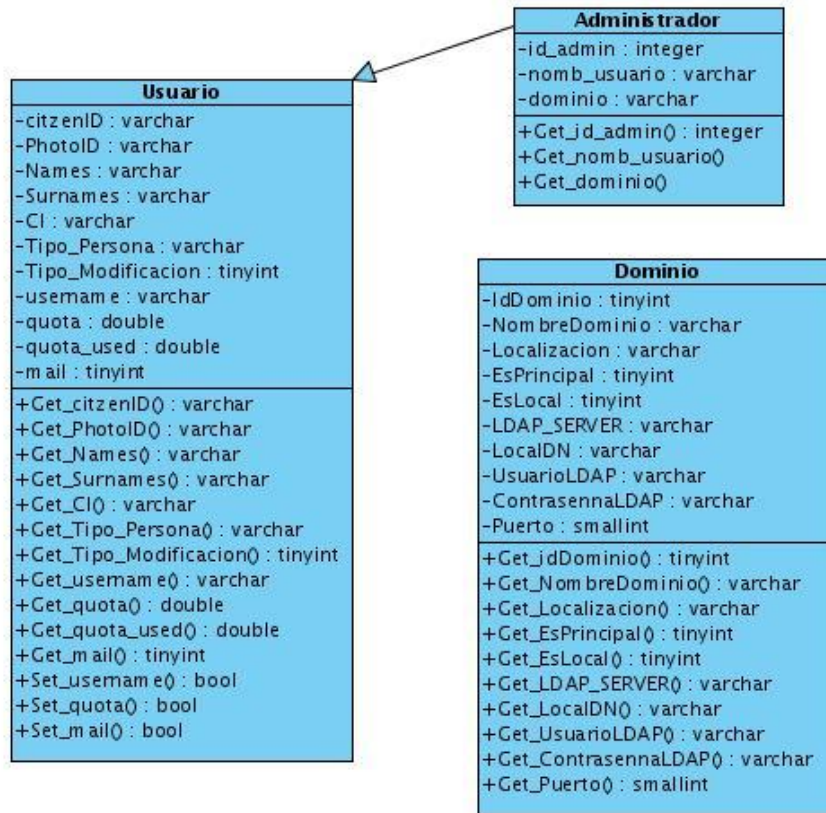 Administrador
-id_admin : integer
-nomb_usuario : varchar
-dominio : varchar
+Get_id_admin() : integer
+Get_nomb_usuario()
+Get_dominio()
Usuario
-citzenID : varchar
-PhotoID : varchar
-Names : varchar
-Surnames : varchar
-CI : varchar
-Tipo_Persona : varchar
-Tipo_Modificacion : tinyint
-username : varchar
-quota : double
-quota_used : double
-mail : tinyint
+Get_citzenID() : varchar
+Get_PhotoID() : varchar
+Get_Names() : varchar
+Get_Surnames() : varchar
+Get_CI() : varchar
+Get_Tipo_Persona() : varchar
+Get_Tipo_Modificacion() : tinyint
+Get_username() : varchar
+Get_quota() : double
+Get_quota_used() : double
+Get_mail() : tinyint
+Set_username() : bool
+Set_quota() : bool
+Set_mail() : bool
Dominio
-IdDominio : tinyint
-NombreDominio : varchar
-Localizacion : varchar
-EsPrincipal : tinyint
-EsLocal : tinyint
-LDAP_SERVER : varchar
-LocalDN : varchar
-UsuarioLDAP : varchar
-ContrasennaLDAP : varchar
-Puerto : smallint
+Get_idDominio() : tinyint
+Get_NombreDominio() : varchar
+Get_Localizacion() : varchar
+Get_EsPrincipal() : tinyint
+Get_EsLocal() : tinyint
+Get_LDAP_SERVER() : varchar
+Get_LocalDN() : varchar
+Get_UsuarioLDAP() : varchar
+Get_ContrasennaLDAP() : varchar
+Get_Puerto() : smallint